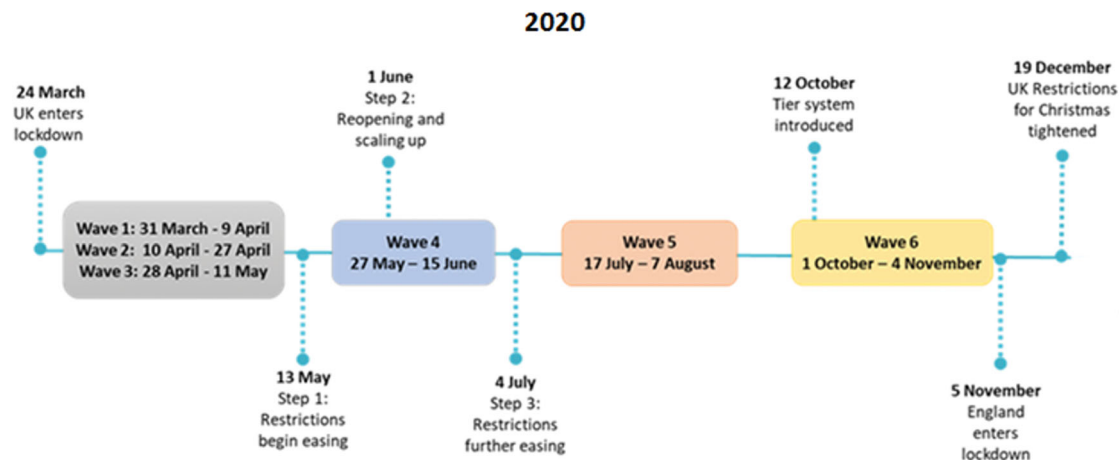 2020
24 March
UK enters
lockdown
1 June
Step 2:
Reopening and
scaling up
12 October
Tier system
introduced
19 December
UK Restrictions
for Christmas
tightened
Wave 1: 31 March - 9 April
Wave 2: 10 April - 27 April
Wave 3: 28 April - 11 May
Wave 4
27 May – 15 June
Wave 5
17 July – 7 August
Wave 6
1 October – 4 November
13 May
Step 1:
Restrictions
begin easing
4 July
Step 3:
Restrictions
further easing
5 November
England
enters
lockdown